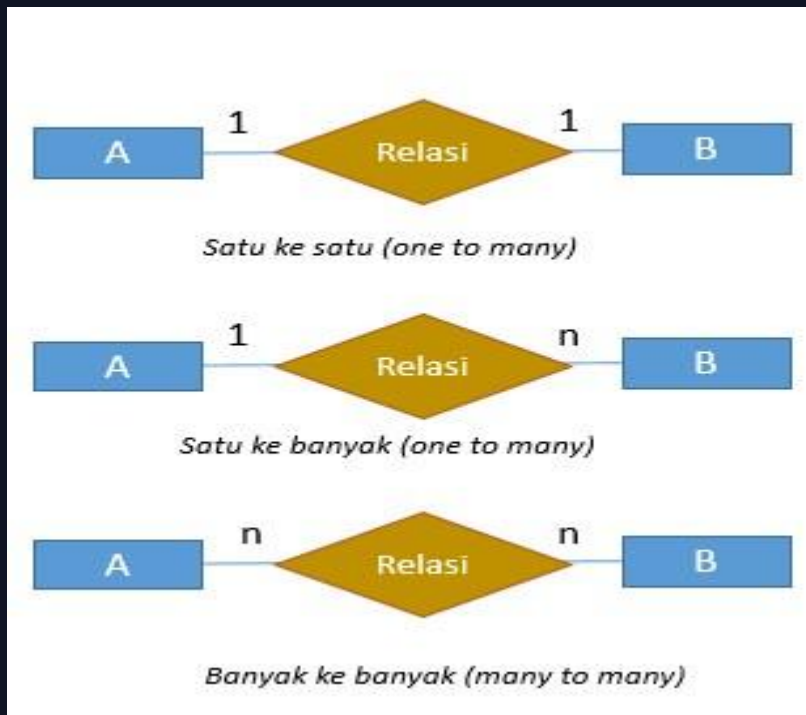 1 1
A Relasi B
Satu ke satu (one to many)
1 n
A Relasi B
Satu ke banyak (one to many)
n n
A Relasi B
Banyak ke banyak (many to many)